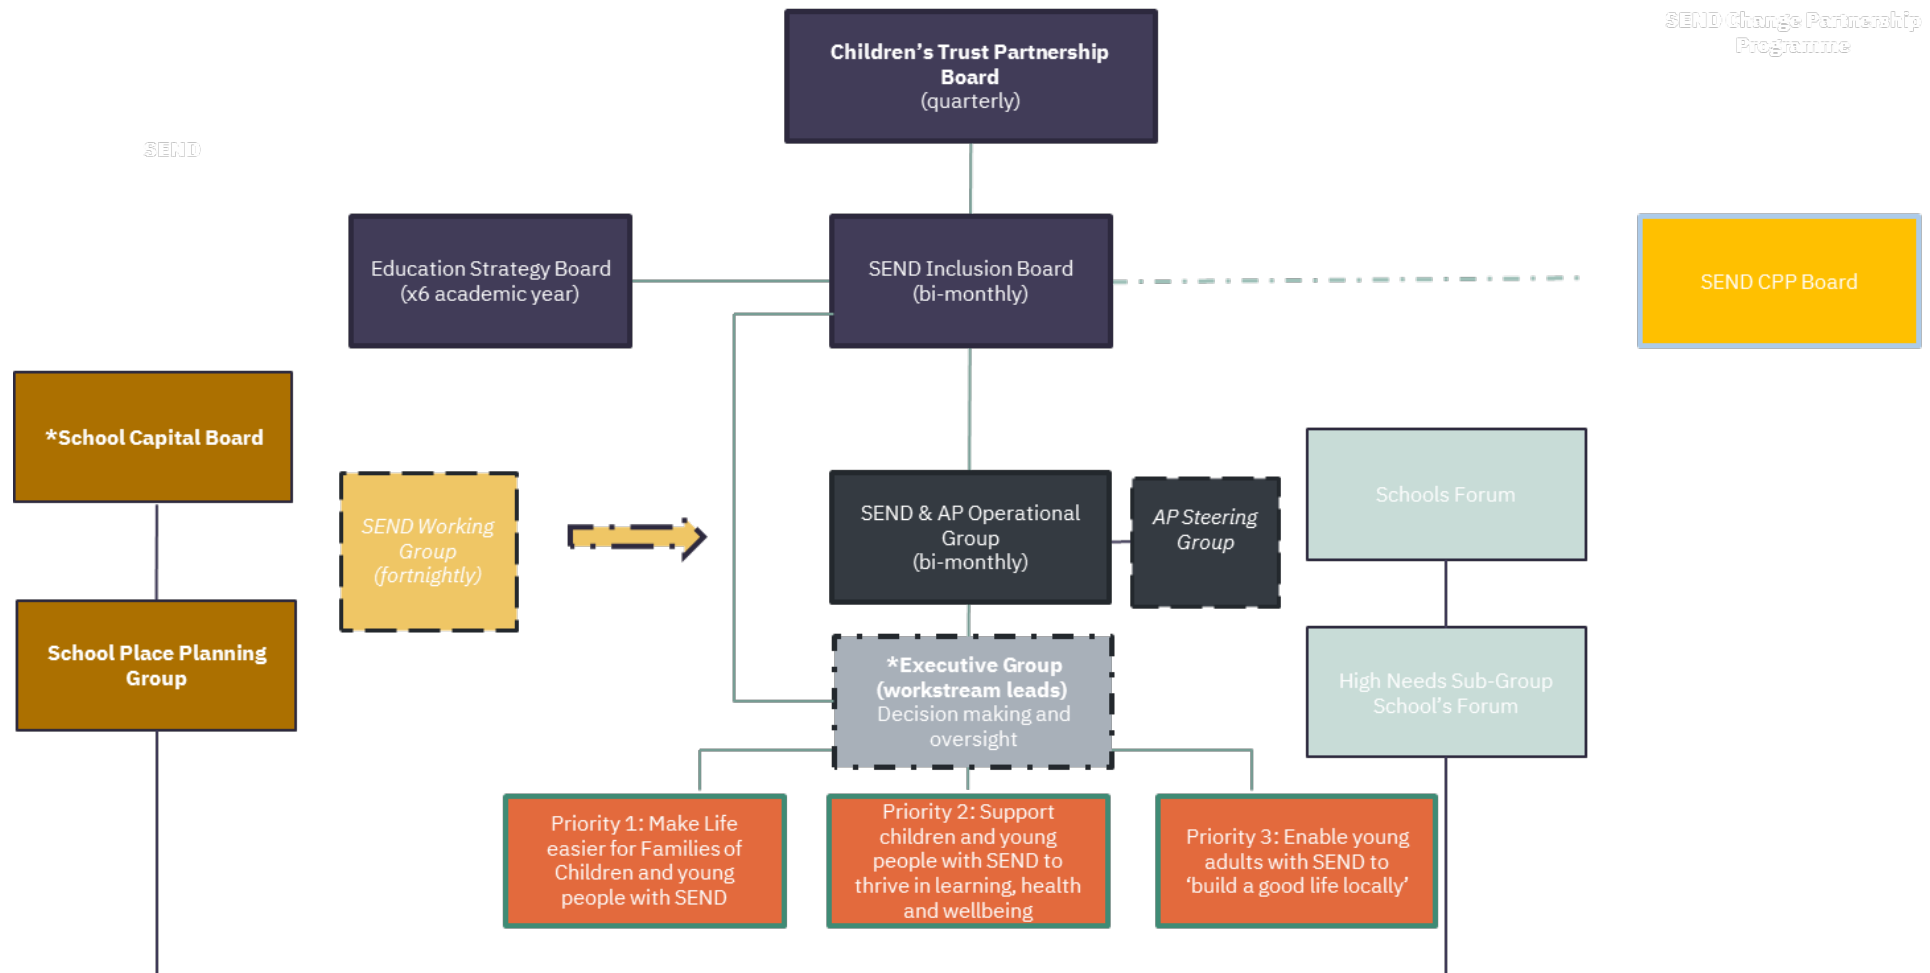 SEND Change Partnership
Programme
Children’s Trust Partnership
Board
(quarterly)
SEND
Education Strategy Board
(x6 academic year)
SEND Inclusion Board
(bi-monthly)
SEND CPP Board
*School Capital Board
SEND Working
Group
(fortnightly)
SEND & AP Operational
Group
(bi-monthly)
AP Steering
Group
Schools Forum
School Place Planning
Group
*Executive Group
(workstream leads)
Decision making and
oversight
High Needs Sub-Group
School’s Forum
Priority 1: Make Life
easier for Families of
Children and young
people with SEND
Priority 2: Support
children and young
people with SEND to
thrive in learning, health
and wellbeing
Priority 3: Enable young
adults with SEND to
‘build a good life locally’